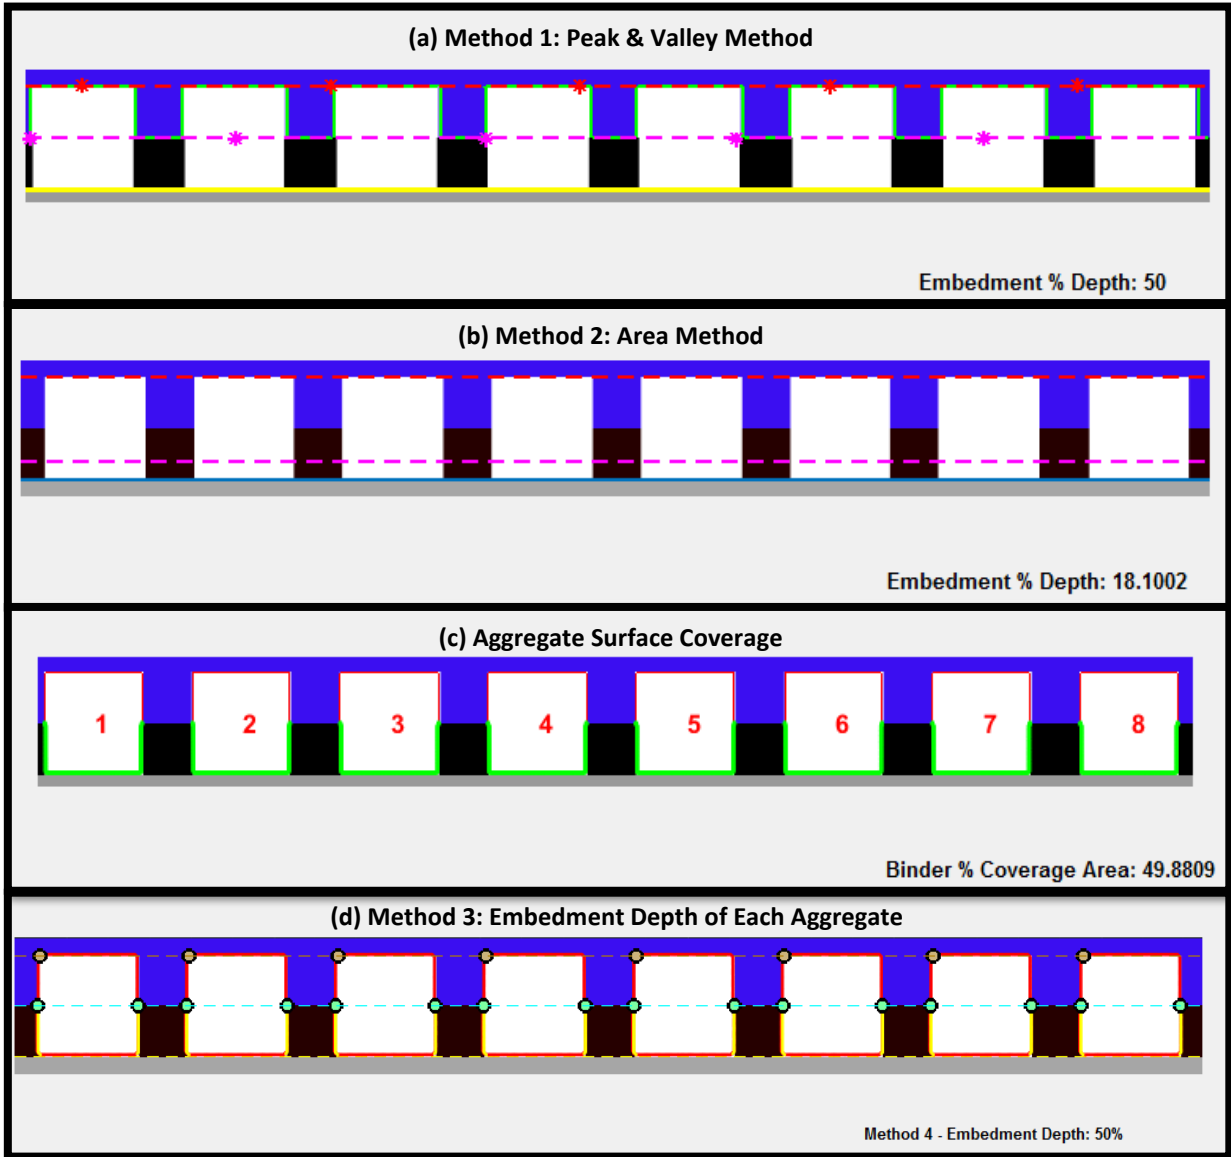 (a) Method 1: Peak & Valley Method
Embedment % Depth: 50
(b) Method 2: Area Method
Embedment % Depth: 18.1002
(c) Aggregate Surface Coverage
1 2 3 4 5 6 7 8
Binder % Coverage Area: 49.8809
(d) Method 3: Embedment Depth of Each Aggregate
Method 4 - Embedment Depth: 50%